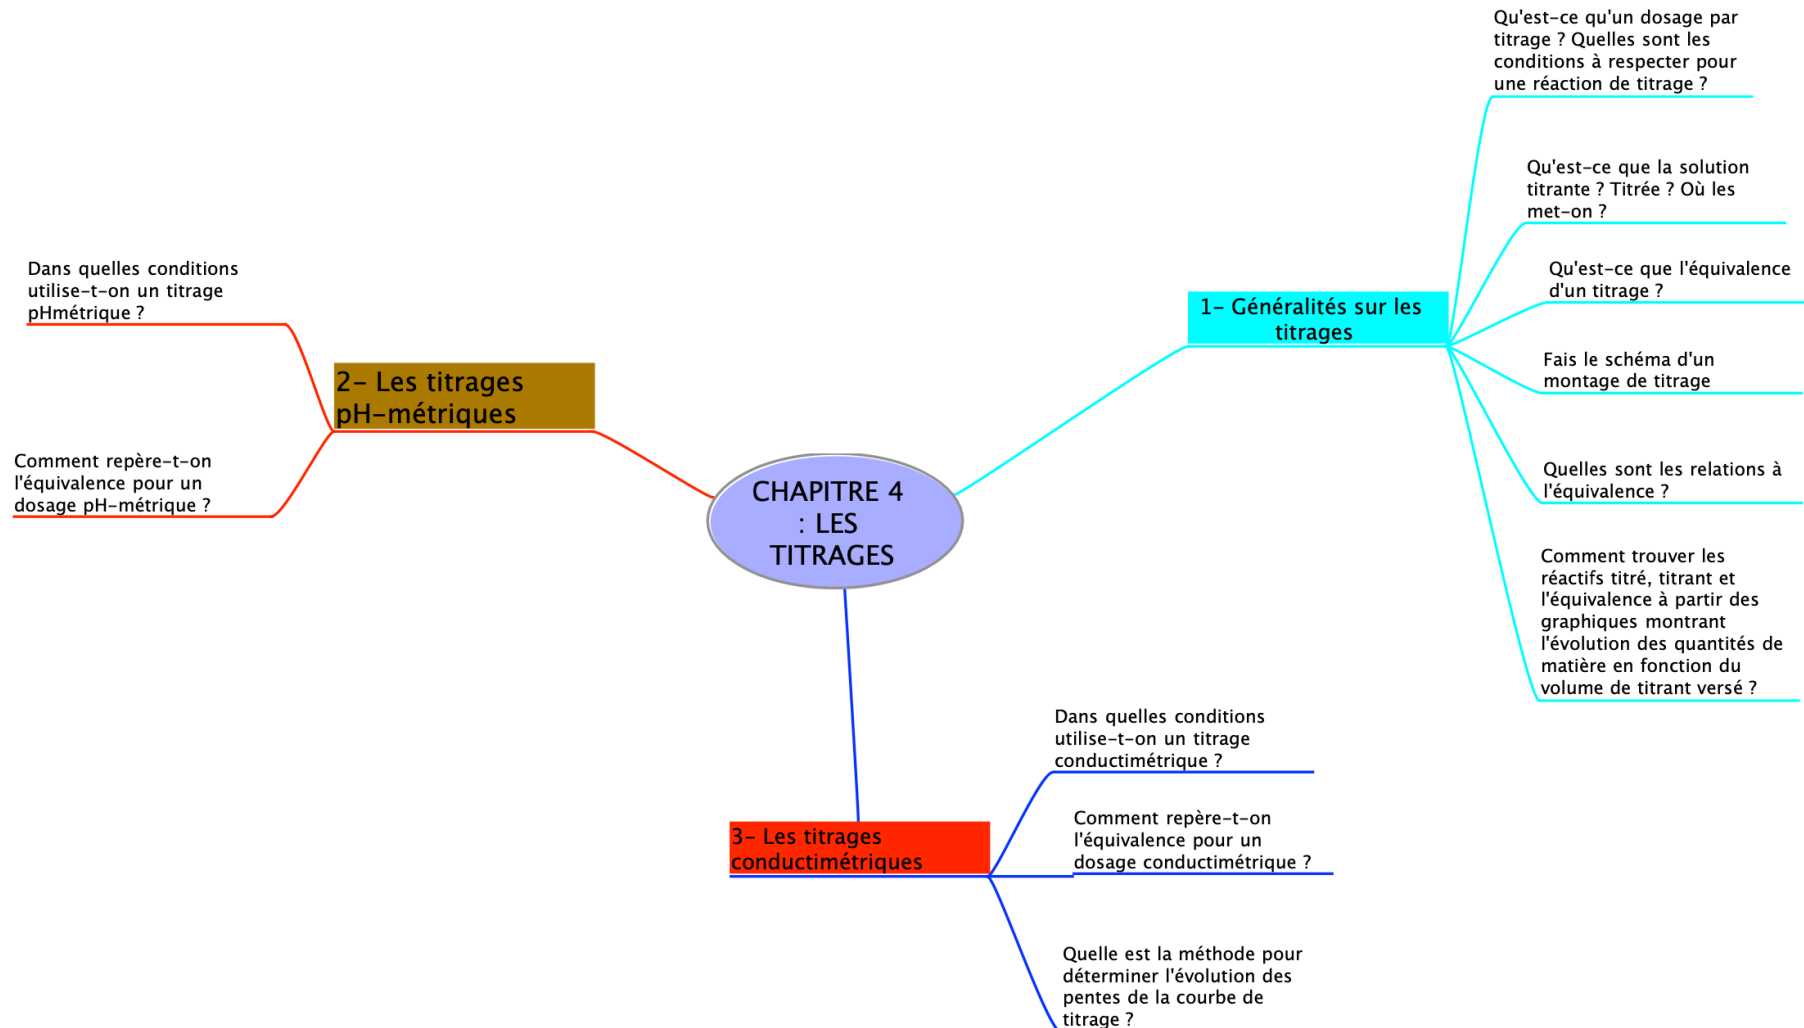 CHAPITRE 4
: LES
TITRAGES
1- Généralités sur les
titrages
Qu'est-ce qu'un dosage par
titrage ? Quelles sont les
conditions à respecter pour
une réaction de titrage ?
Qu'est-ce que la solution
titrante ? Titrée ? Où les
met-on ?
Qu'est-ce que l'équivalence
d'un titrage ?
Fais le schéma d'un
montage de titrage
Quelles sont les relations à
l'équivalence ?
Comment trouver les
réactifs titré, titrant et
l'équivalence à partir des
graphiques montrant
l'évolution des quantités de
matière en fonction du
volume de titrant versé ?
2- Les titrages
pH-métriques
Dans quelles conditions
utilise-t-on un titrage
pHmétrique ?
Comment repère-t-on
l'équivalence pour un
dosage pH-métrique ?
3- Les titrages
conductimétriques
Dans quelles conditions
utilise-t-on un titrage
conductimétrique ?
Comment repère-t-on
l'équivalence pour un
dosage conductimétrique ?
Quelle est la méthode pour
déterminer l'évolution des
pentes de la courbe de
titrage ?